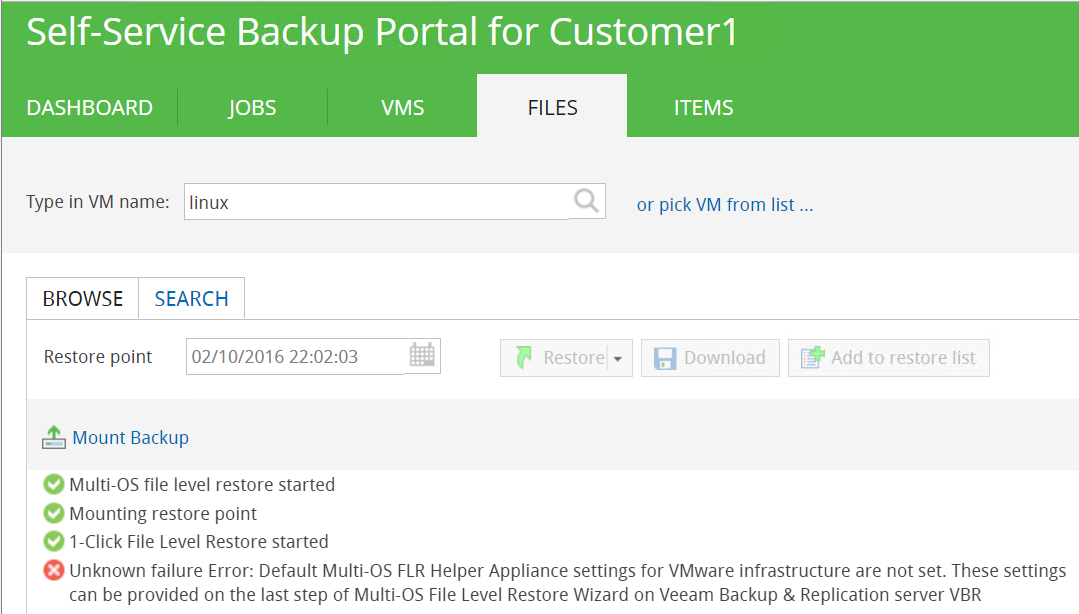 Self-Service Backup Portal for Customer1
DASHBOARD JOBS VMS FILES ITEMS
Type in VM name: linux or pick VM from list ...
BROWSE SEARCH
Restore point 02/10/2016 22:02:03 Restore Download Add to restore list
Mount Backup
Multi-OS file level restore started
Mounting restore point
1-Click File Level Restore started
Unknown failure Error: Default Multi-OS FLR Helper Appliance settings for VMware infrastructure are not set. These settings
can be provided on the last step of Multi-OS File Level Restore Wizard on Veeam Backup & Replication server VBR